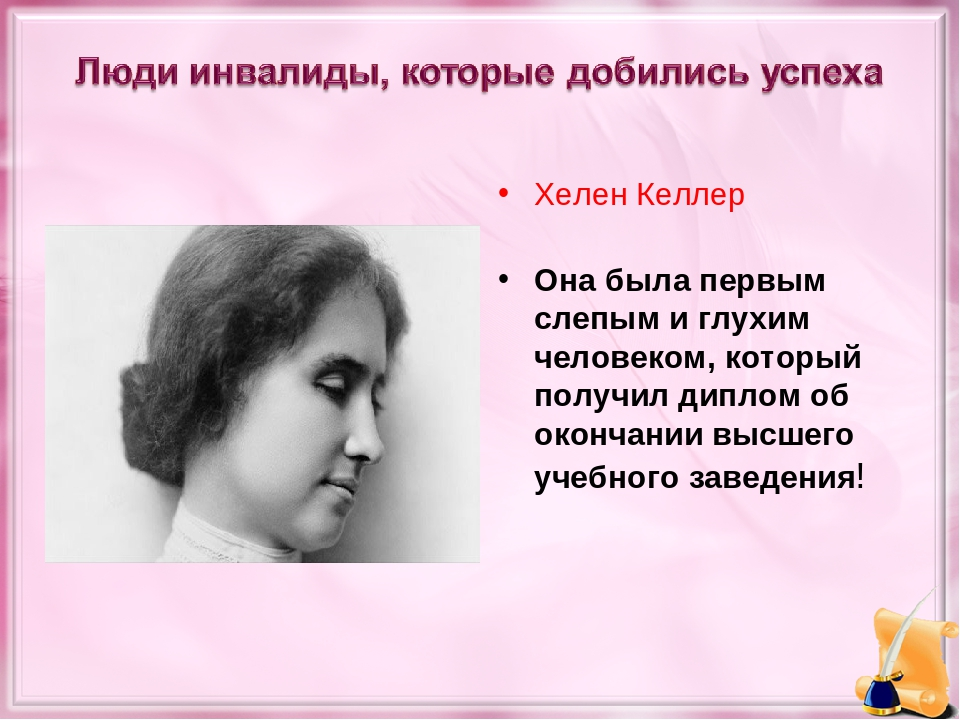 Люди инвалиды, которые добились успеха
• Хелен Келлер
• Она была первым
слепым и глухим
человеком, который
получил диплом об
окончании высшего
учебного заведения!